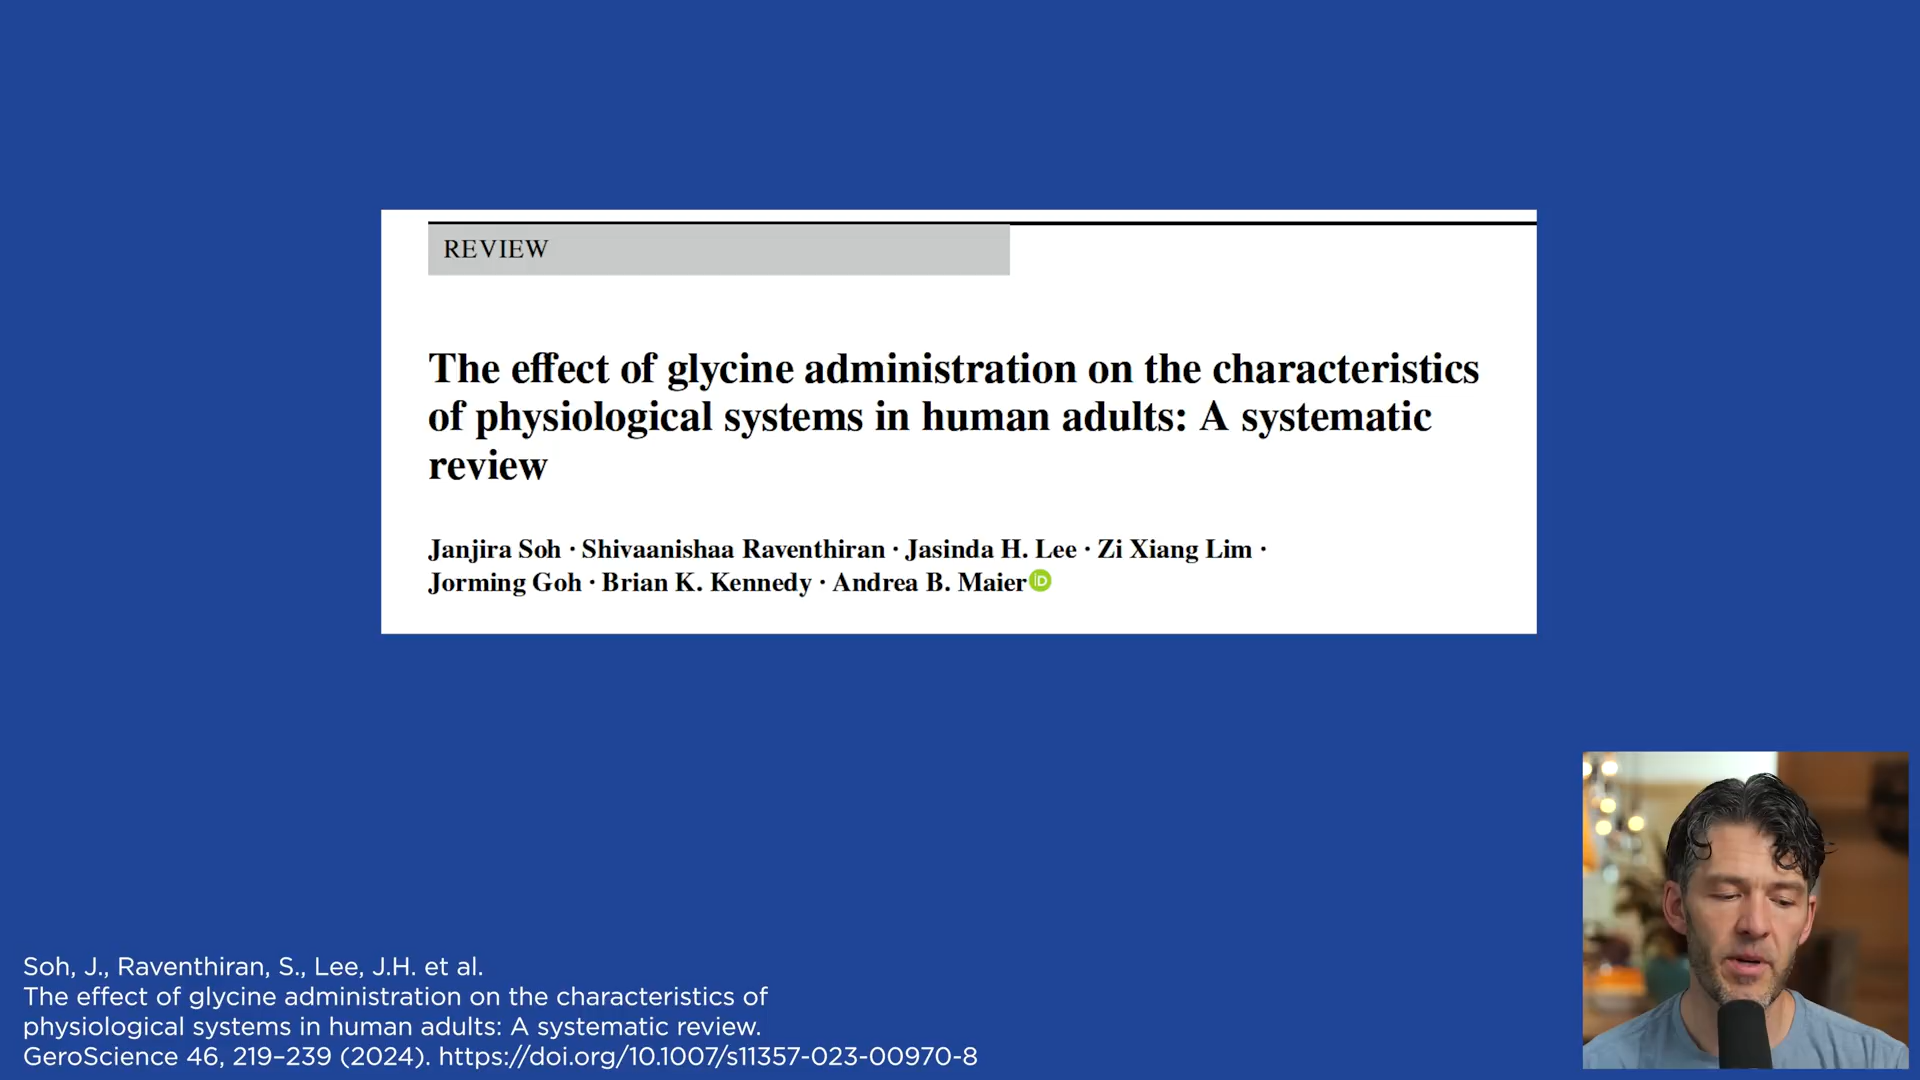 REVIEW
The effect of glycine administration on the characteristics
of physiological systems in human adults: A systematic
review
Janjira Soh · Shivaanishaa Raventhiran · Jasinda H. Lee · Zi Xiang Lim ·
Jorming Goh · Brian K. Kennedy · Andrea B. Maier iD
Soh, J., Raventhiran, S., Lee, J.H. et al.
The effect of glycine administration on the characteristics of
physiological systems in human adults: A systematic review.
GeroScience 46, 219–239 (2024). https://doi.org/10.1007/s11357-023-00970-8